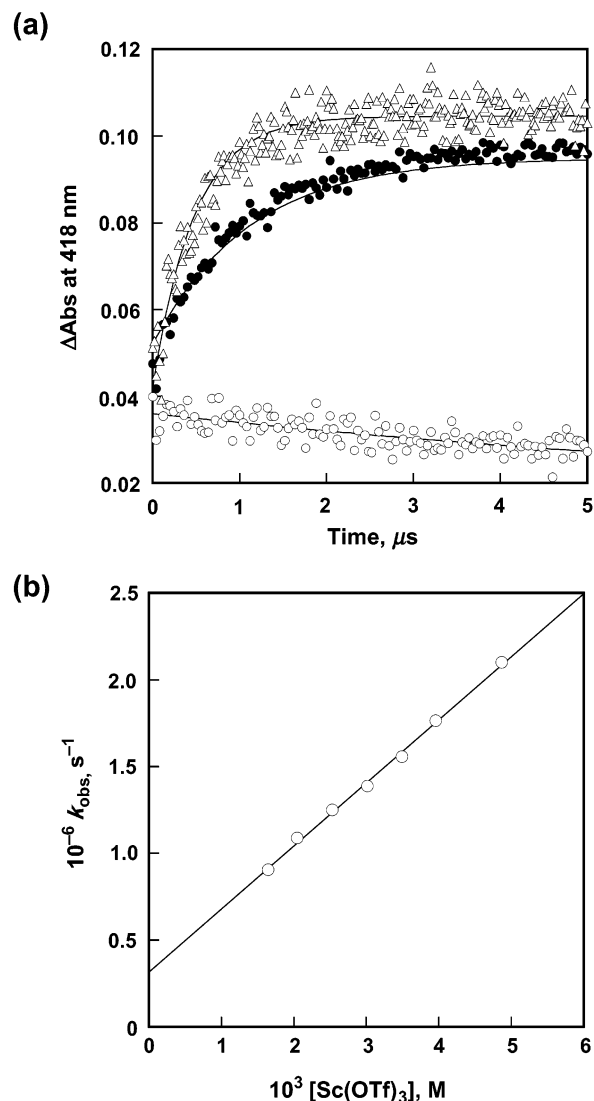 (a)
0.12
0.10
0.08
0.06
0.04
0.02
ΔAbs at 418 nm
0 1 2 3 4 5
Time, μs
(b)
2.5
2.0
1.5
1.0
0.5
0
10⁻⁶ k_obs, s⁻¹
0 1 2 3 4 5 6
10³ [Sc(OTf)₃], M